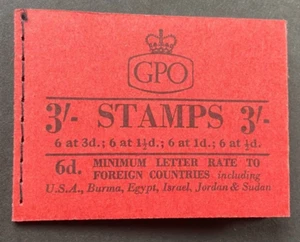 GPO
3/- STAMPS 3/-
6 at 3d.; 6 at 1½d.; 6 at 1d.; 6 at ½d.
6d. MINIMUM LETTER RATE TO
FOREIGN COUNTRIES including
U.S.A., Burma, Egypt, Israel, Jordan & Sudan